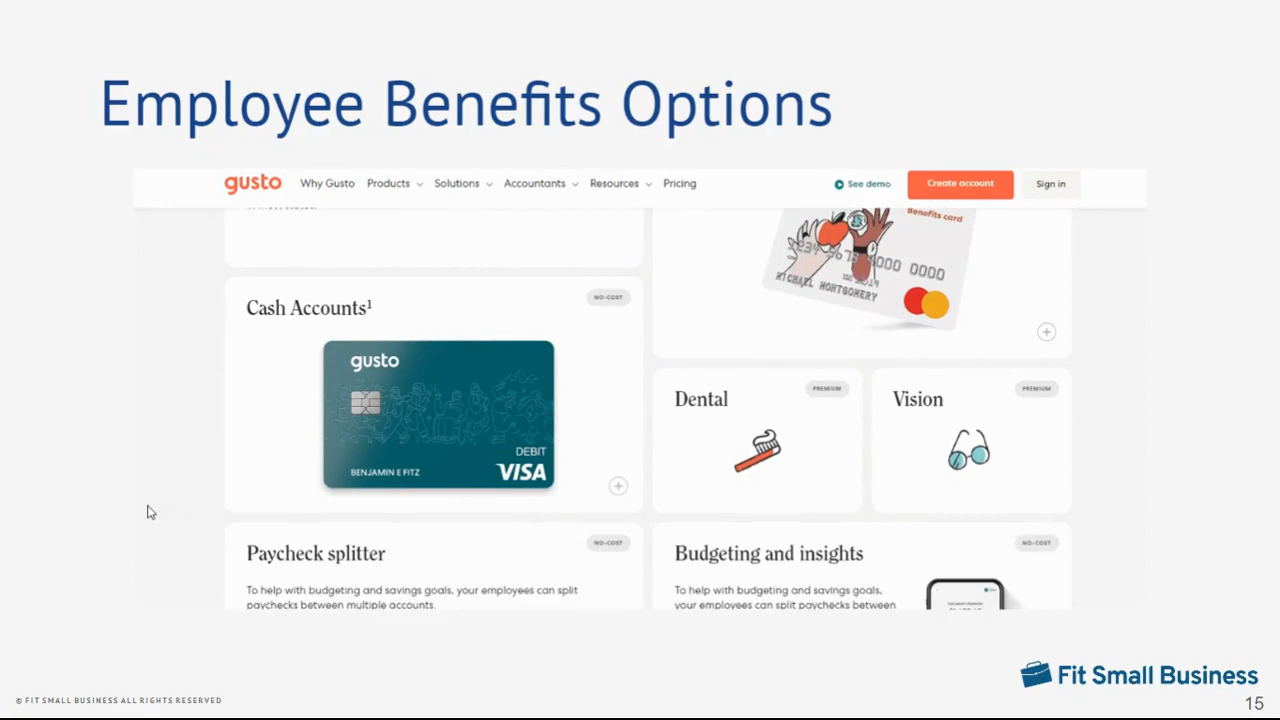 Employee Benefits Options
gusto
Why Gusto
Products
Solutions
Accountants
Resources
Pricing
See demo
Create account
Sign in
Benefits card
0000 0000
MICHAEL MONTGOMERY
Cash Accounts¹
NO-COST
gusto
DEBIT
BENJAMIN E FITZ
VISA
Dental
PREMIUM
Vision
PREMIUM
Paycheck splitter
NO-COST
To help with budgeting and savings goals, your employees can split
paychecks between multiple accounts.
Budgeting and insights
NO-COST
To help with budgeting and savings goals,
your employees can split paychecks between
Fit Small Business
© FIT SMALL BUSINESS ALL RIGHTS RESERVED
15